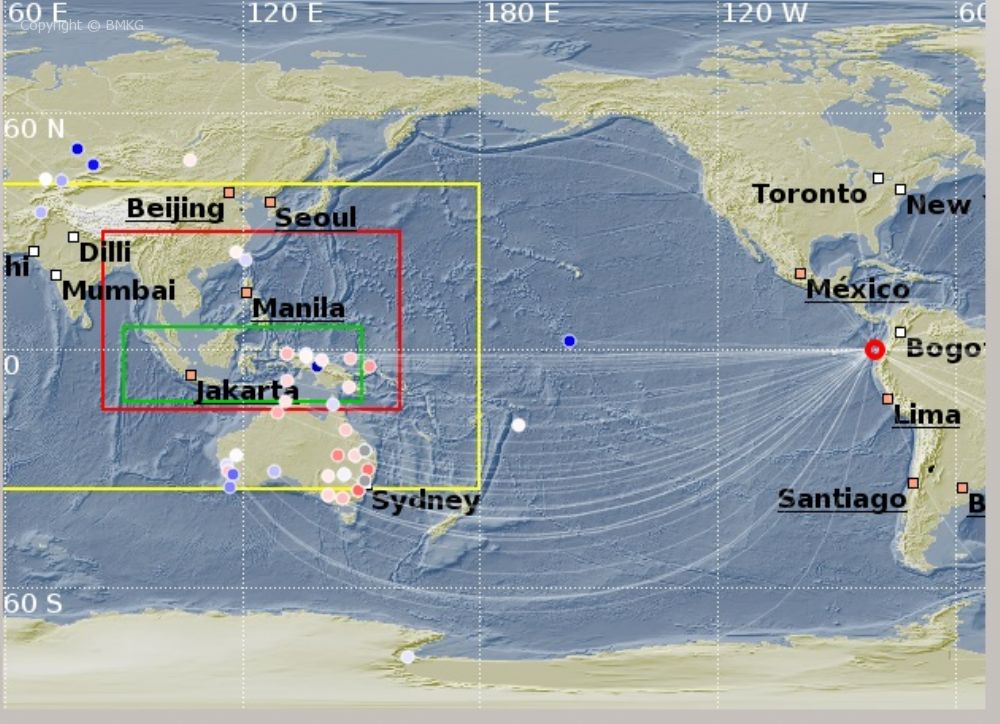 60 E
120 E
180 E
120 W
60
Copyright © BMKG
60 N
Beijing
Seoul
Toronto
New
hi
Dilli
Mumbai
Manila
México
0
Jakarta
Bogo
Lima
Sydney
Santiago
B
60 S